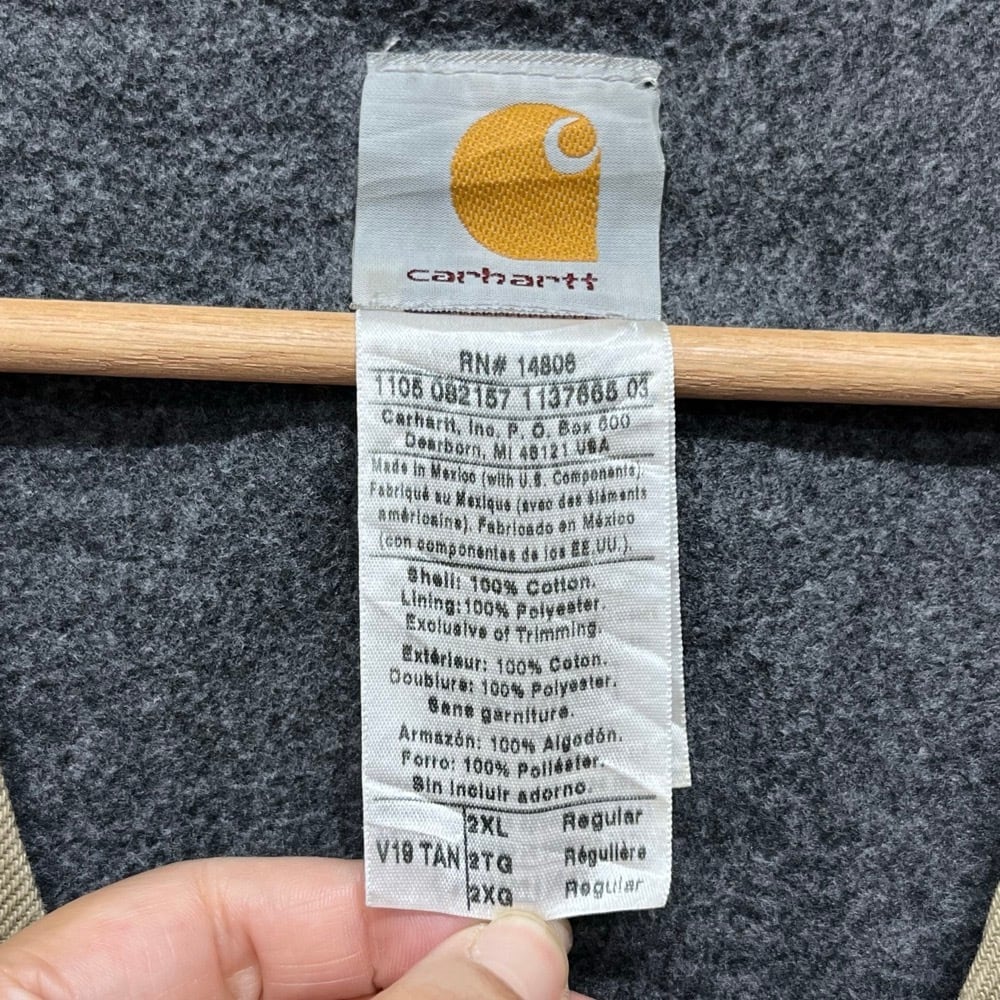 carhartt
RN# 14806
1105 082157 1137665 03
Carhartt, Inc. P. O. Box 600
Dearborn, MI 48121 USA
Made in Mexico (with U.S. Components).
Fabriqué au Mexique (avec des éléments
américains). Fabricado en México
(con componentes de los EE.UU.).
Shell: 100% Cotton.
Lining:100% Polyester.
Exclusive of Trimming.
Extérieur: 100% Coton.
Doublure: 100% Polyester.
Sans garniture.
Armazón: 100% Algodón.
Forro: 100% Poliéster.
Sin incluir adorno.
2XL Regular
V19 TAN 2TG Régulière
2XG Regular